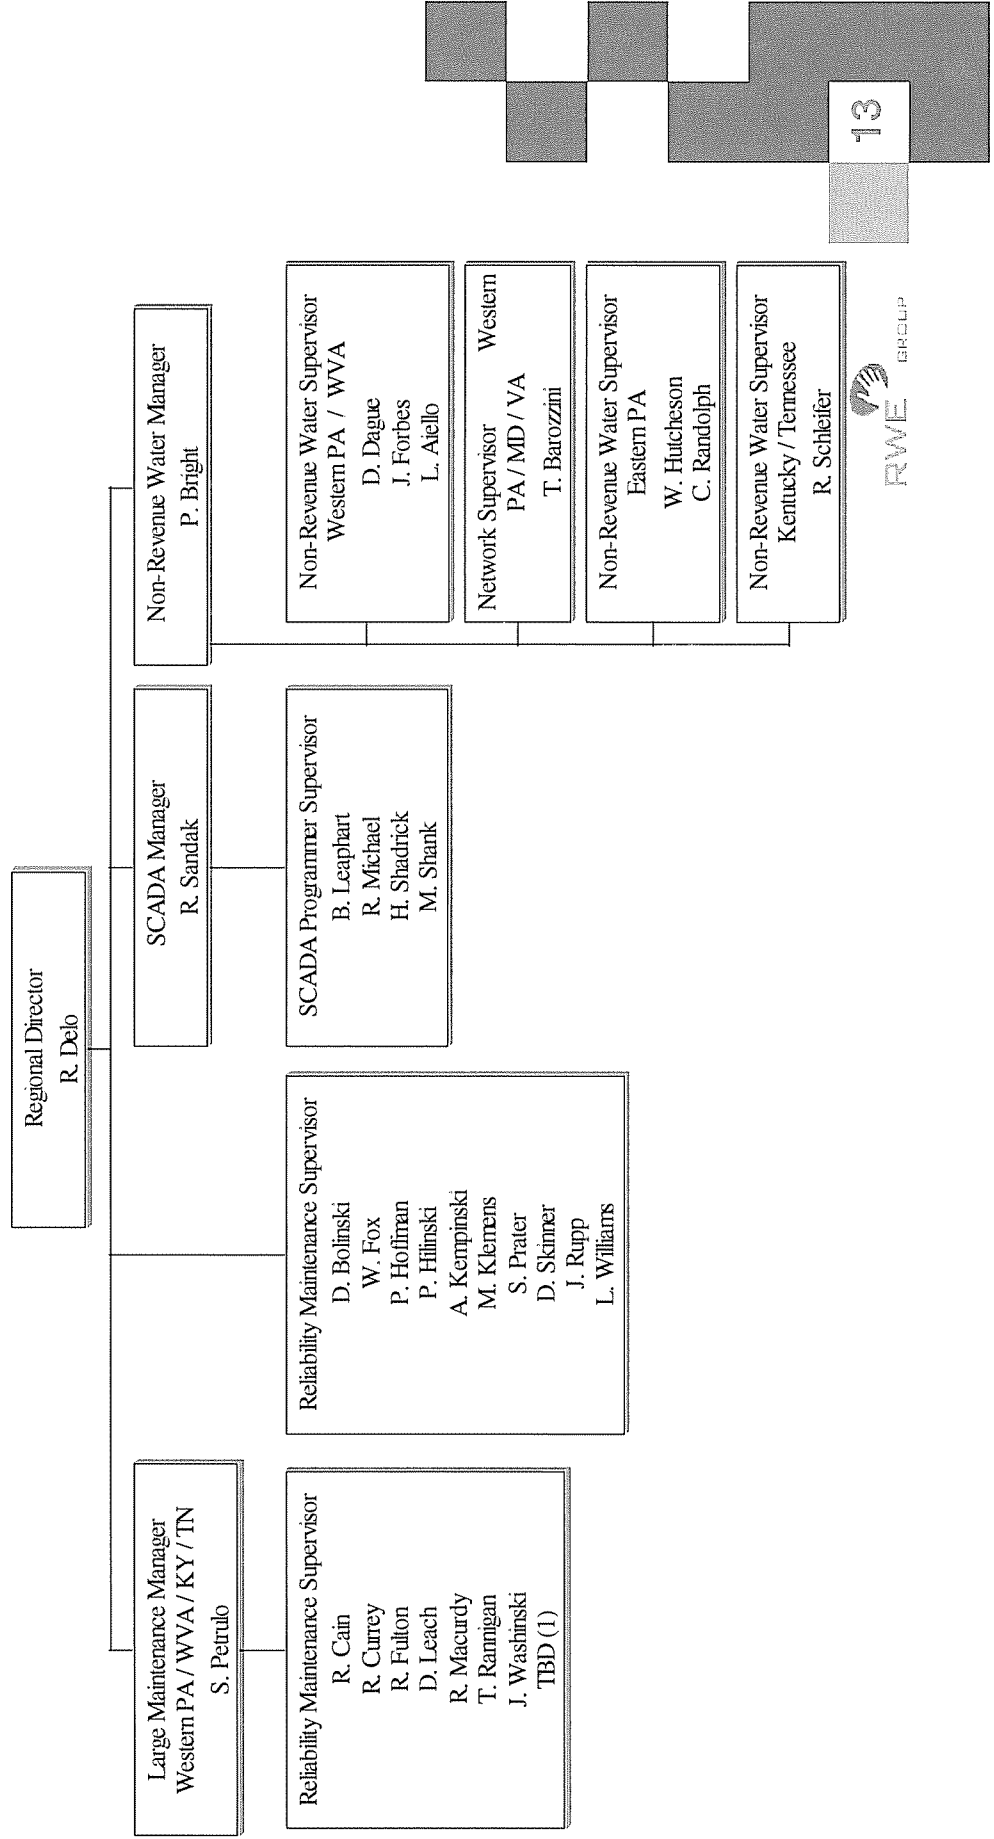 Regional Director
R. Delo
Large Maintenance Manager
Western PA / WVA / KY / TN
S. Petrulo
Reliability Maintenance Supervisor
R. Cain
R. Currey
R. Fulton
D. Leach
R. Macurdy
T. Rannigan
J. Washinski
TBD (1)
Reliability Maintenance Supervisor
D. Bolinski
W. Fox
P. Hoffman
P. Hilinski
A. Kempinski
M. Klemens
S. Prater
D. Skinner
J. Rupp
L. Williams
SCADA Manager
R. Sandak
SCADA Programmer Supervisor
B. Leaphart
R. Michael
H. Shadrick
M. Shank
Non-Revenue Water Manager
P. Bright
Non-Revenue Water Supervisor
Western PA / WVA
D. Dague
J. Forbes
L. Aiello
Network Supervisor Western
PA / MD / VA
T. Barozzini
Non-Revenue Water Supervisor
Eastern PA
W. Hutcheson
C. Randolph
Non-Revenue Water Supervisor
Kentucky / Tennessee
R. Schleifer
RWE GROUP
13